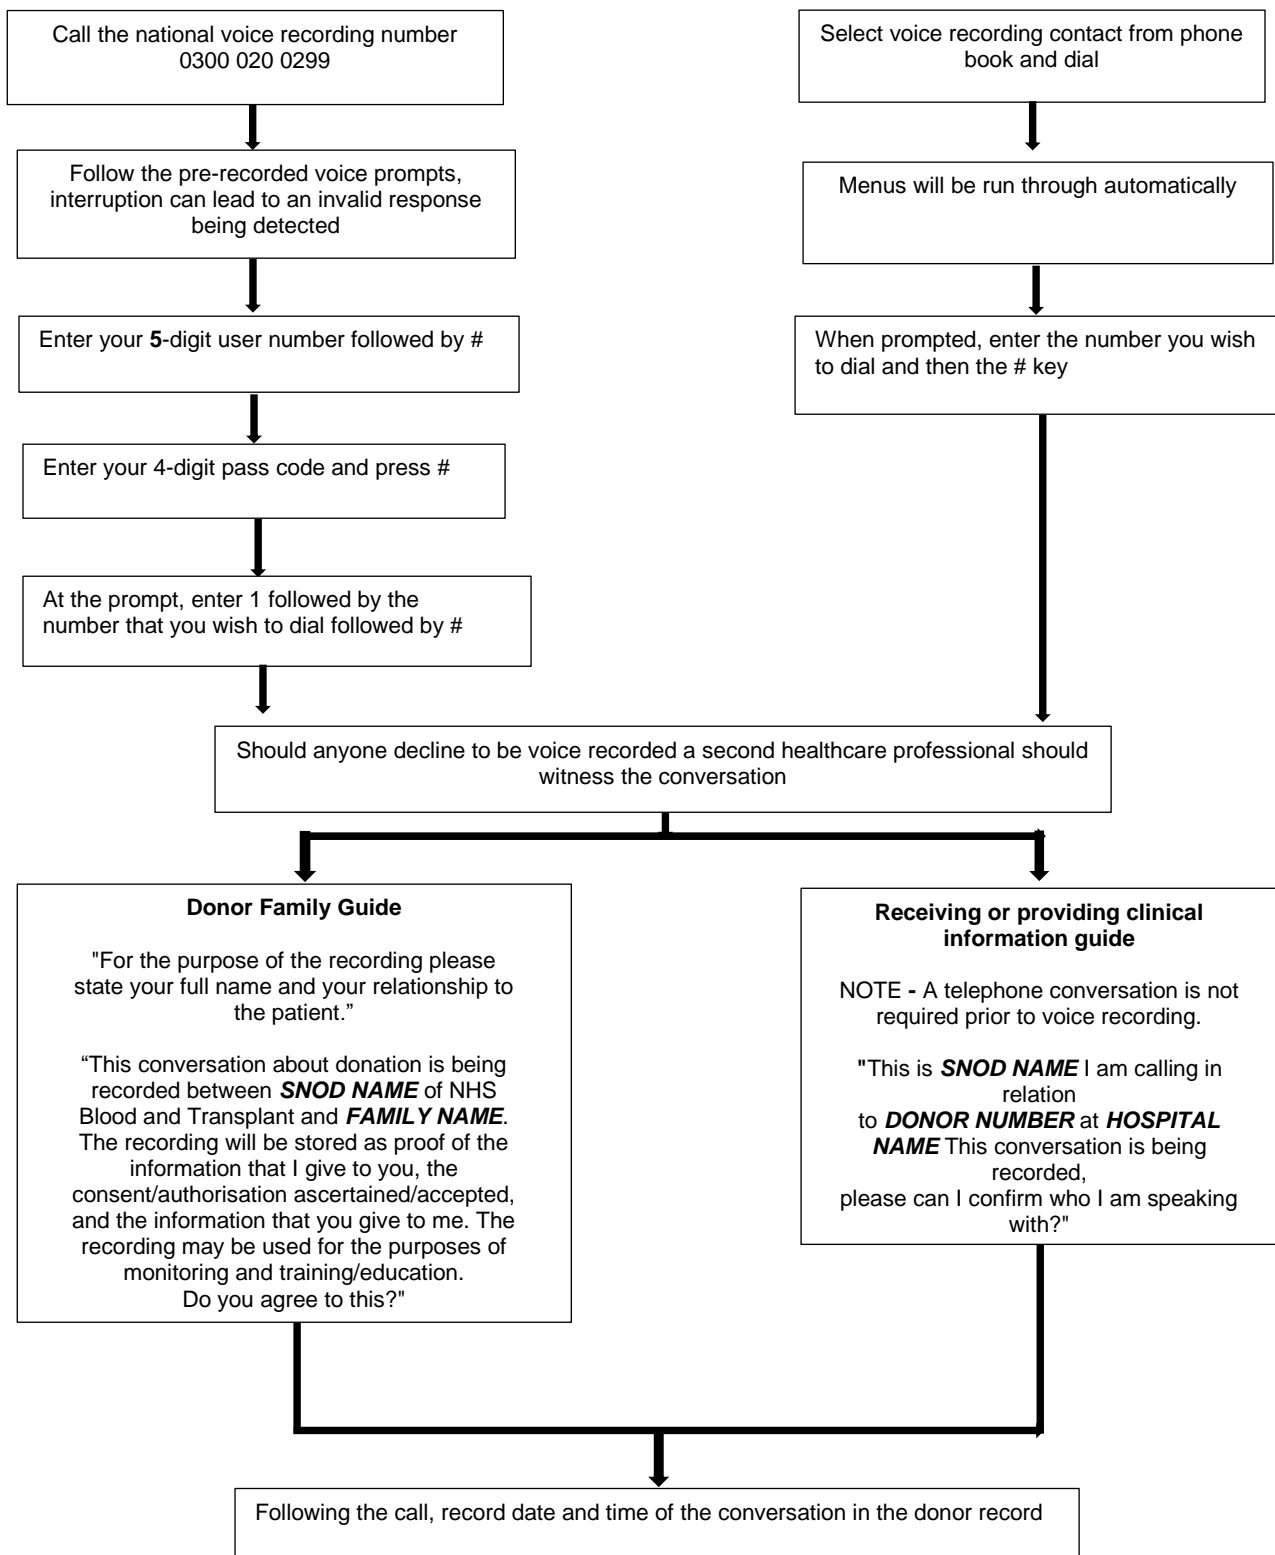 Call the national voice recording number
0300 020 0299
Select voice recording contact from phone
book and dial
Follow the pre-recorded voice prompts,
interruption can lead to an invalid response
being detected
Menus will be run through automatically
Enter your 5-digit user number followed by #
When prompted, enter the number you wish
to dial and then the # key
Enter your 4-digit pass code and press #
At the prompt, enter 1 followed by the
number that you wish to dial followed by #
Should anyone decline to be voice recorded a second healthcare professional should
witness the conversation
Donor Family Guide
"For the purpose of the recording please
state your full name and your relationship to
the patient.”
“This conversation about donation is being
recorded between SNOD NAME of NHS
Blood and Transplant and FAMILY NAME.
The recording will be stored as proof of the
information that I give to you, the
consent/authorisation ascertained/accepted,
and the information that you give to me. The
recording may be used for the purposes of
monitoring and training/education.
Do you agree to this?"
Receiving or providing clinical
information guide
NOTE - A telephone conversation is not
required prior to voice recording.
"This is SNOD NAME I am calling in
relation
to DONOR NUMBER at HOSPITAL
NAME This conversation is being
recorded,
please can I confirm who I am speaking
with?"
Following the call, record date and time of the conversation in the donor record